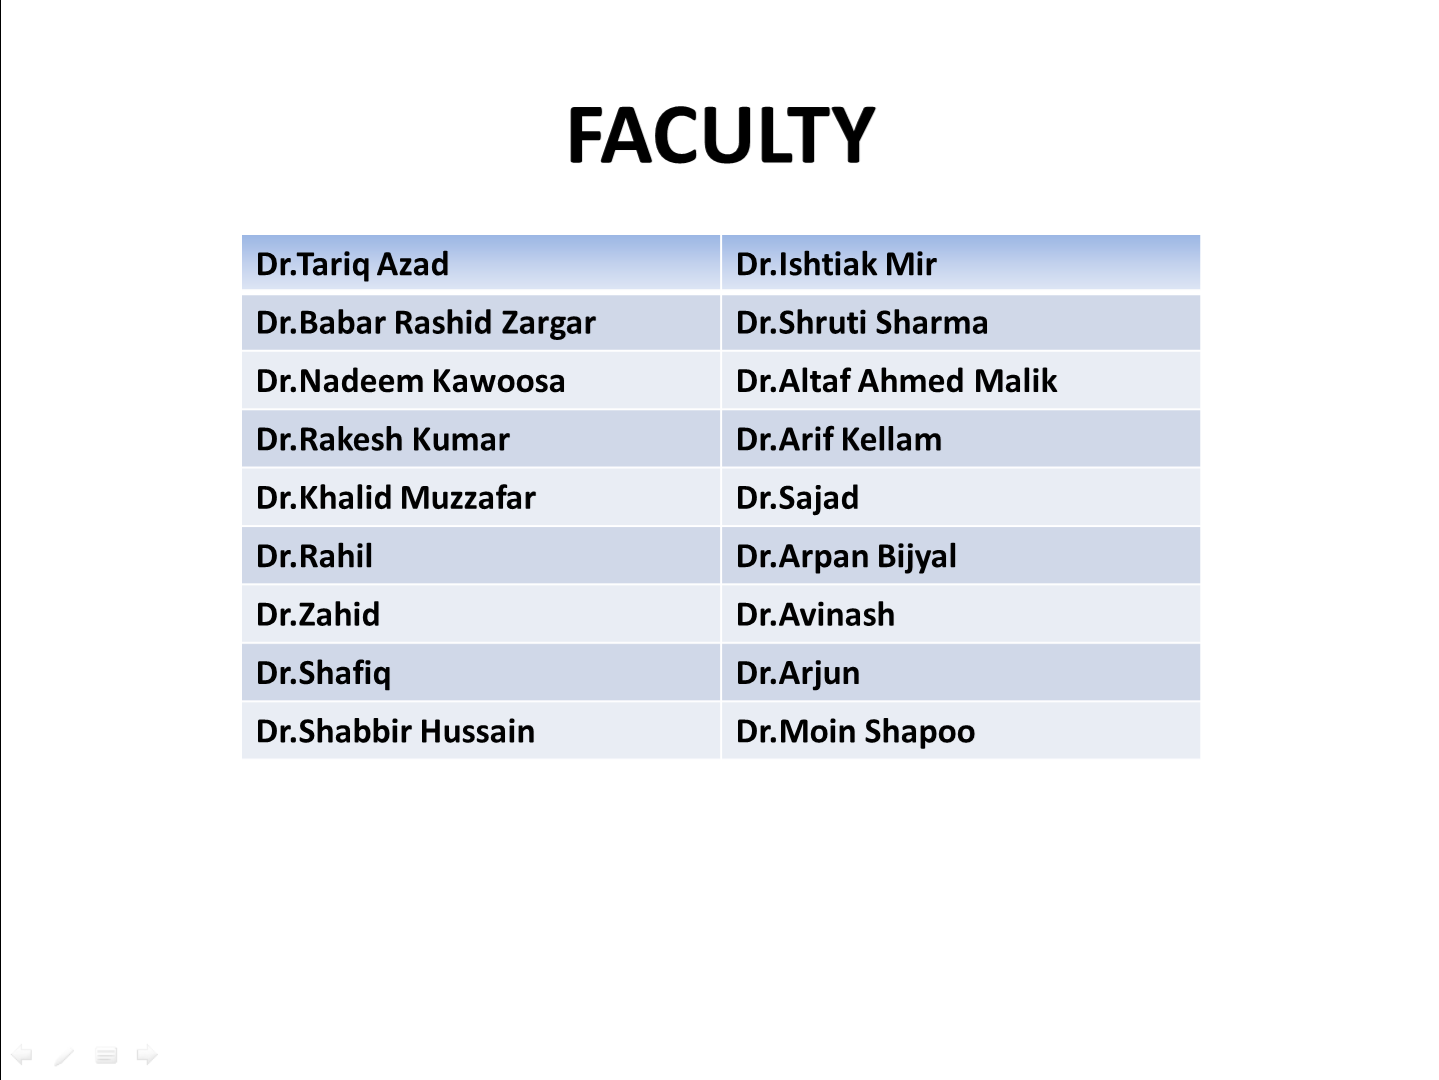 FACULTY
Dr.Tariq Azad Dr.Ishtiak Mir
Dr.Babar Rashid Zargar Dr.Shruti Sharma
Dr.Nadeem Kawoosa Dr.Altaf Ahmed Malik
Dr.Rakesh Kumar Dr.Arif Kellam
Dr.Khalid Muzzafar Dr.Sajad
Dr.Rahil Dr.Arpan Bijyal
Dr.Zahid Dr.Avinash
Dr.Shafiq Dr.Arjun
Dr.Shabbir Hussain Dr.Moin Shapoo